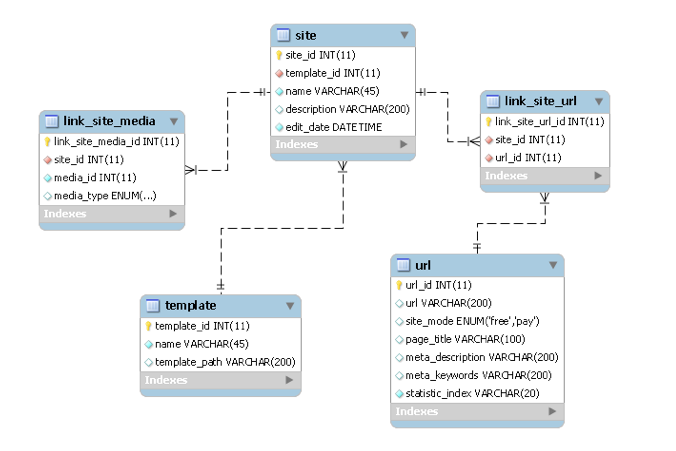 site
site_id INT(11)
template_id INT(11)
name VARCHAR(45)
description VARCHAR(200)
edit_date DATETIME
Indexes
link_site_media
link_site_media_id INT(11)
site_id INT(11)
media_id INT(11)
media_type ENUM(...)
Indexes
link_site_url
link_site_url_id INT(11)
site_id INT(11)
url_id INT(11)
Indexes
template
template_id INT(11)
name VARCHAR(45)
template_path VARCHAR(200)
Indexes
url
url_id INT(11)
url VARCHAR(200)
site_mode ENUM('free','pay')
page_title VARCHAR(100)
meta_description VARCHAR(200)
meta_keywords VARCHAR(200)
statistic_index VARCHAR(20)
Indexes